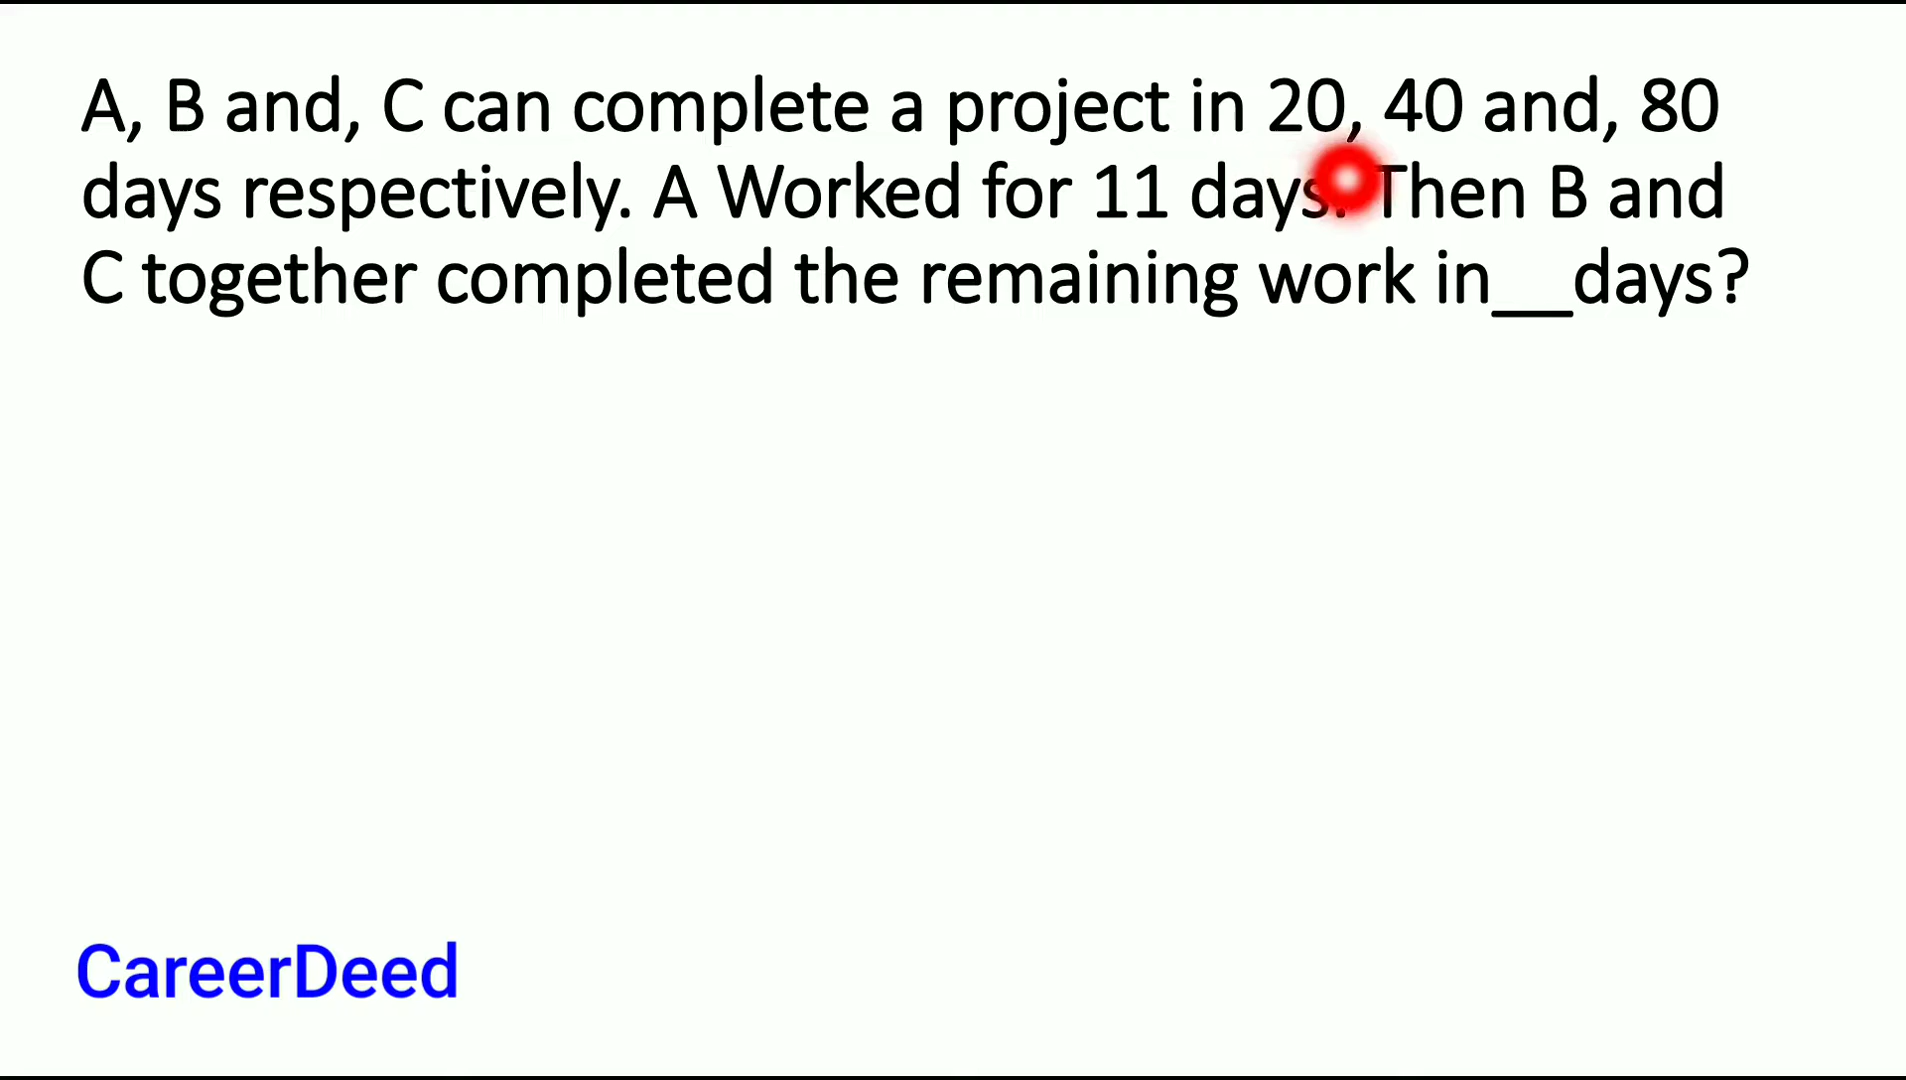 A, B and, C can complete a project in 20, 40 and, 80
days respectively. A Worked for 11 days. Then B and
C together completed the remaining work in__days?
CareerDeed